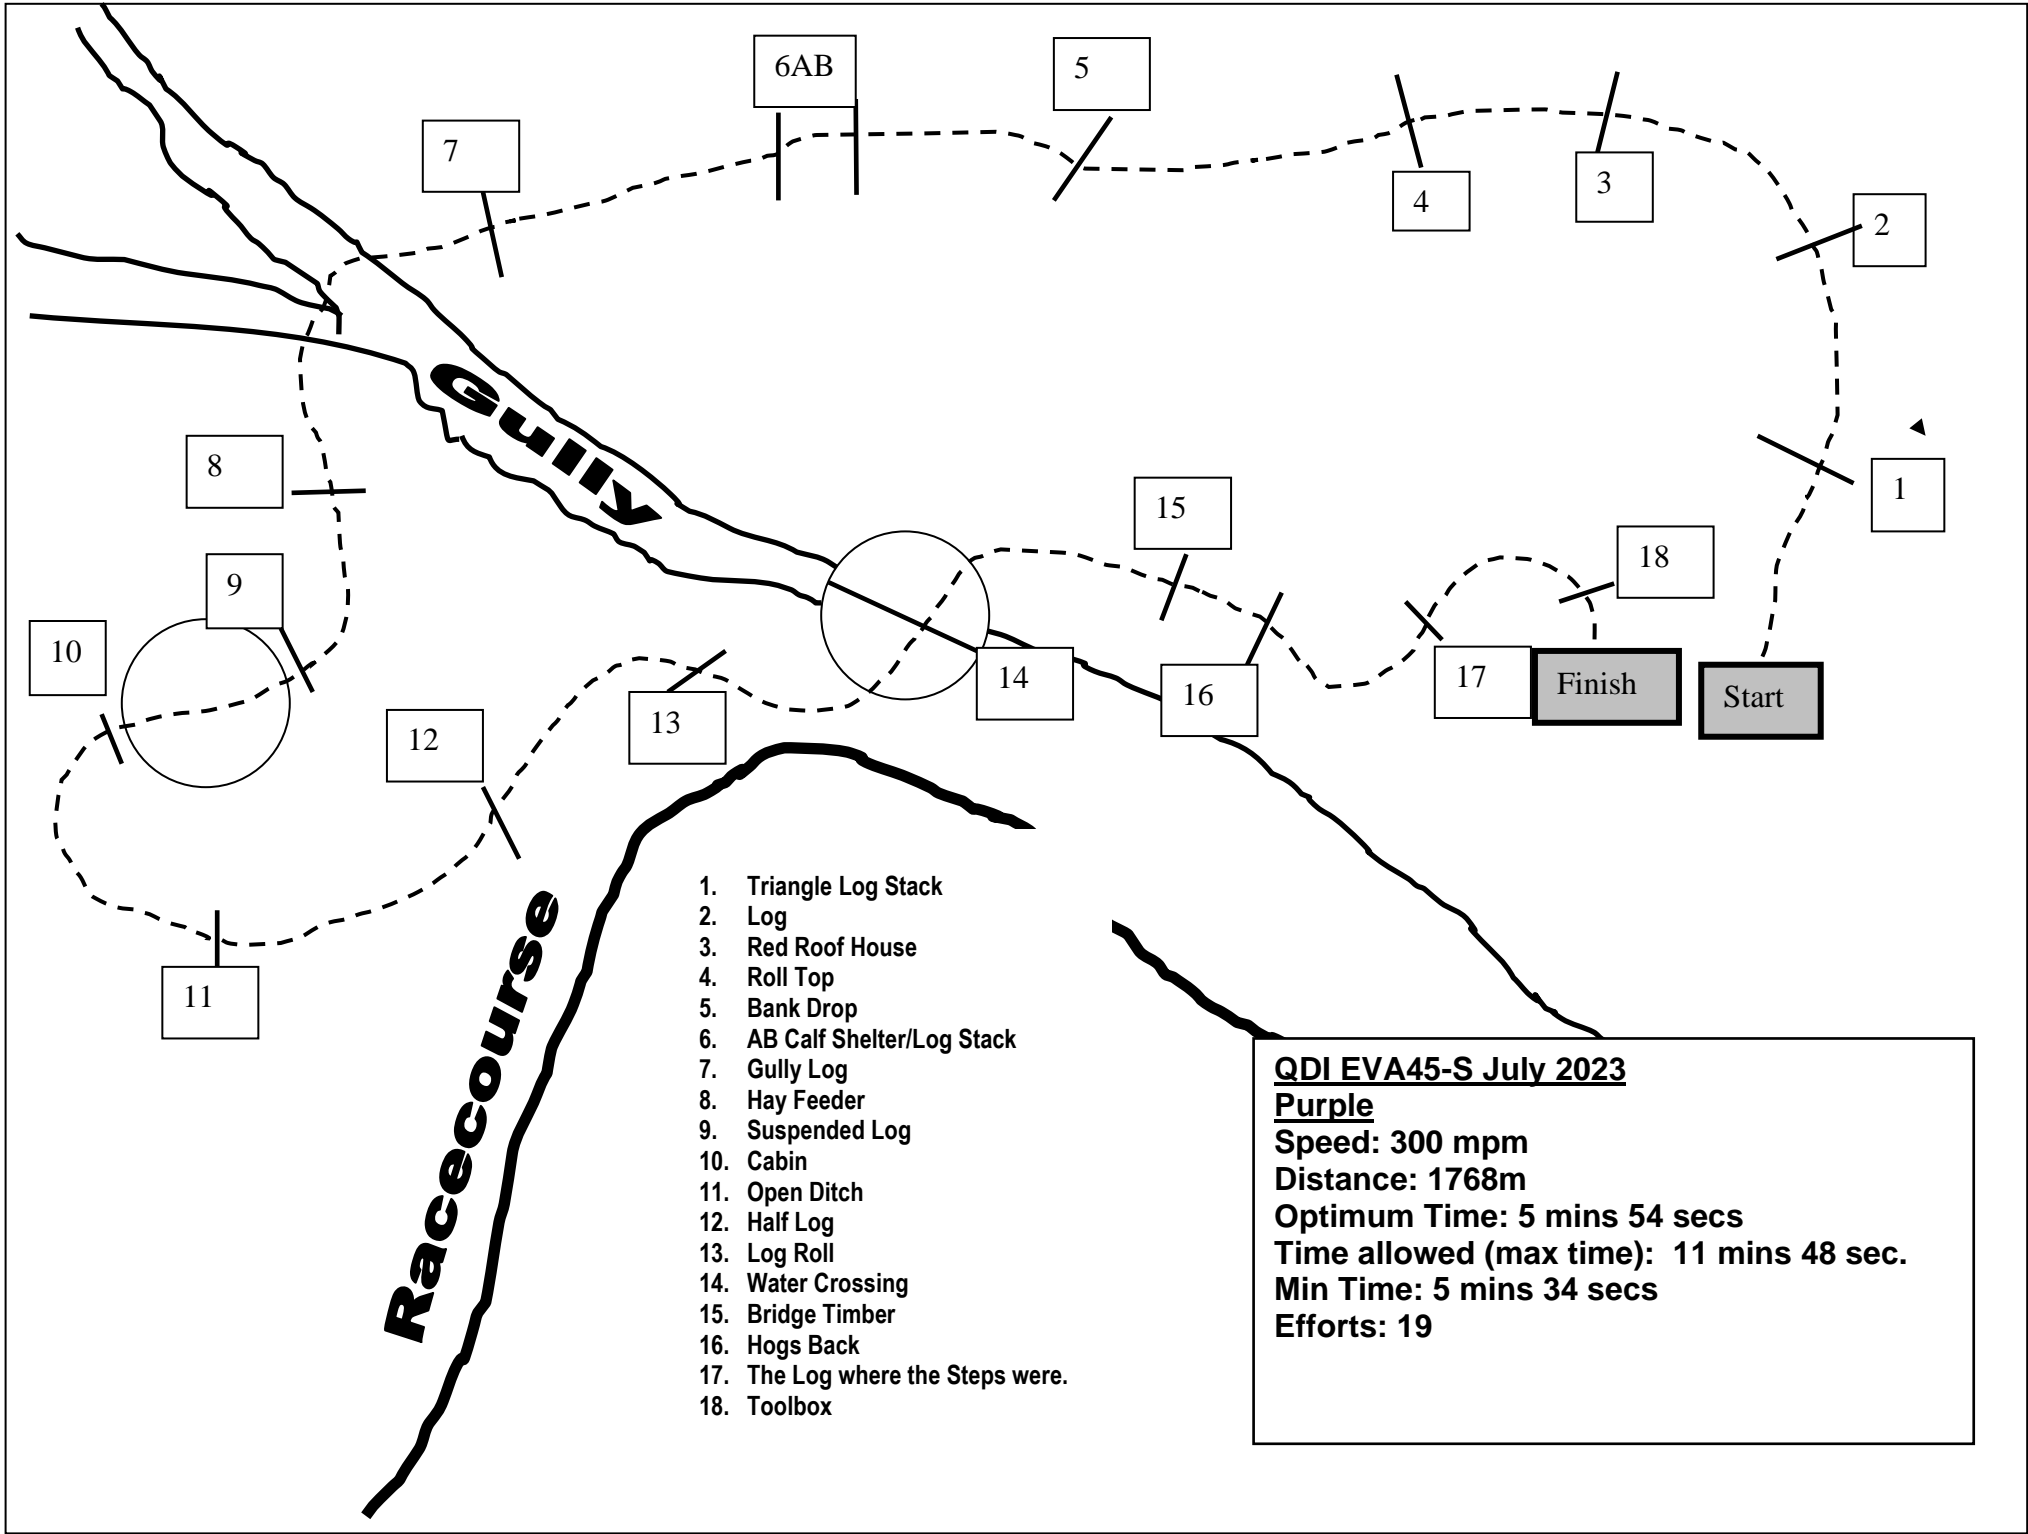 6AB
5
7
3
4
2
8
1
15
18
9
10
Gully
17
Finish
Start
14
16
12
13
11
Racecourse
1. Triangle Log Stack
2. Log
3. Red Roof House
4. Roll Top
5. Bank Drop
6. AB Calf Shelter/Log Stack
7. Gully Log
8. Hay Feeder
9. Suspended Log
10. Cabin
11. Open Ditch
12. Half Log
13. Log Roll
14. Water Crossing
15. Bridge Timber
16. Hogs Back
17. The Log where the Steps were.
18. Toolbox
QDI EVA45-S July 2023
Purple
Speed: 300 mpm
Distance: 1768m
Optimum Time: 5 mins 54 secs
Time allowed (max time): 11 mins 48 sec.
Min Time: 5 mins 34 secs
Efforts: 19